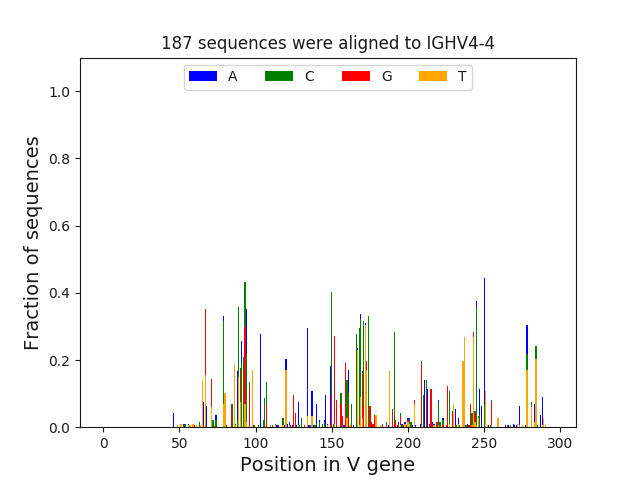 187 sequences were aligned to IGHV4-4
A C G T
1.0
0.8
0.6
0.4
0.2
0.0
Fraction of sequences
0 50 100 150 200 250 300
Position in V gene